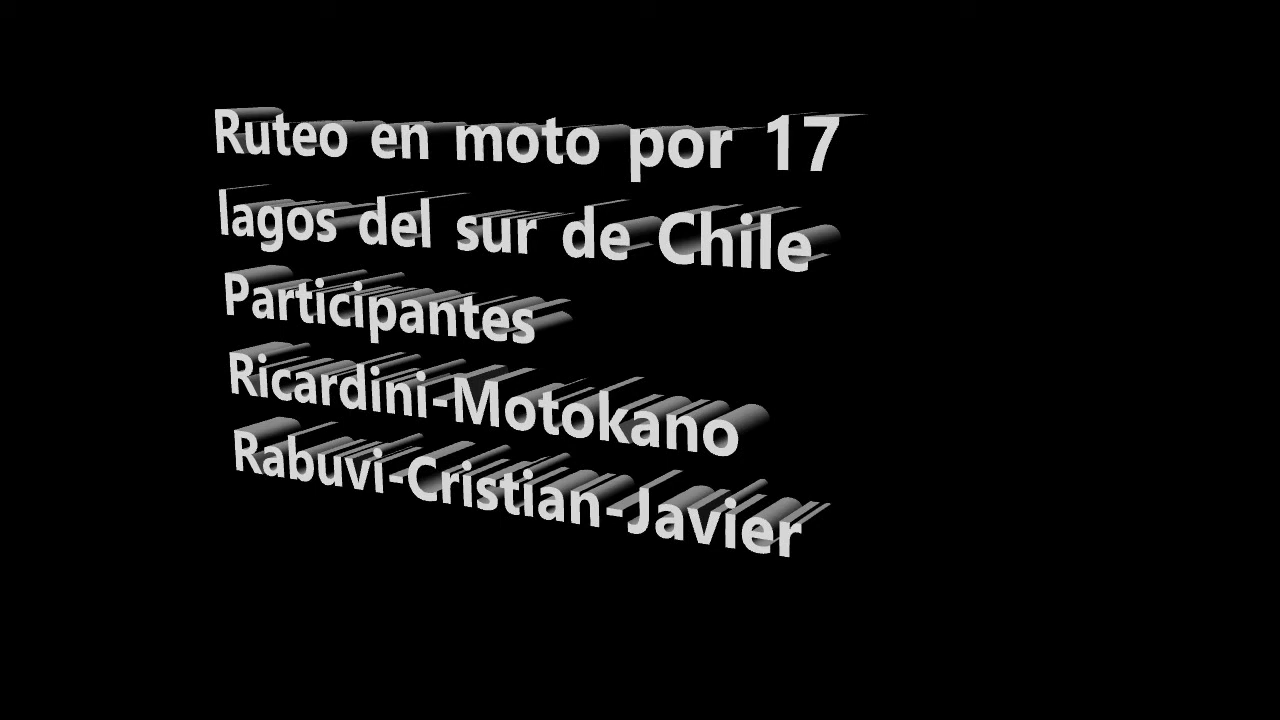 Ruteo en moto por 17
lagos del sur de Chile
Participantes
Ricardini-Motokano
Rabuvi-Cristian-Javier